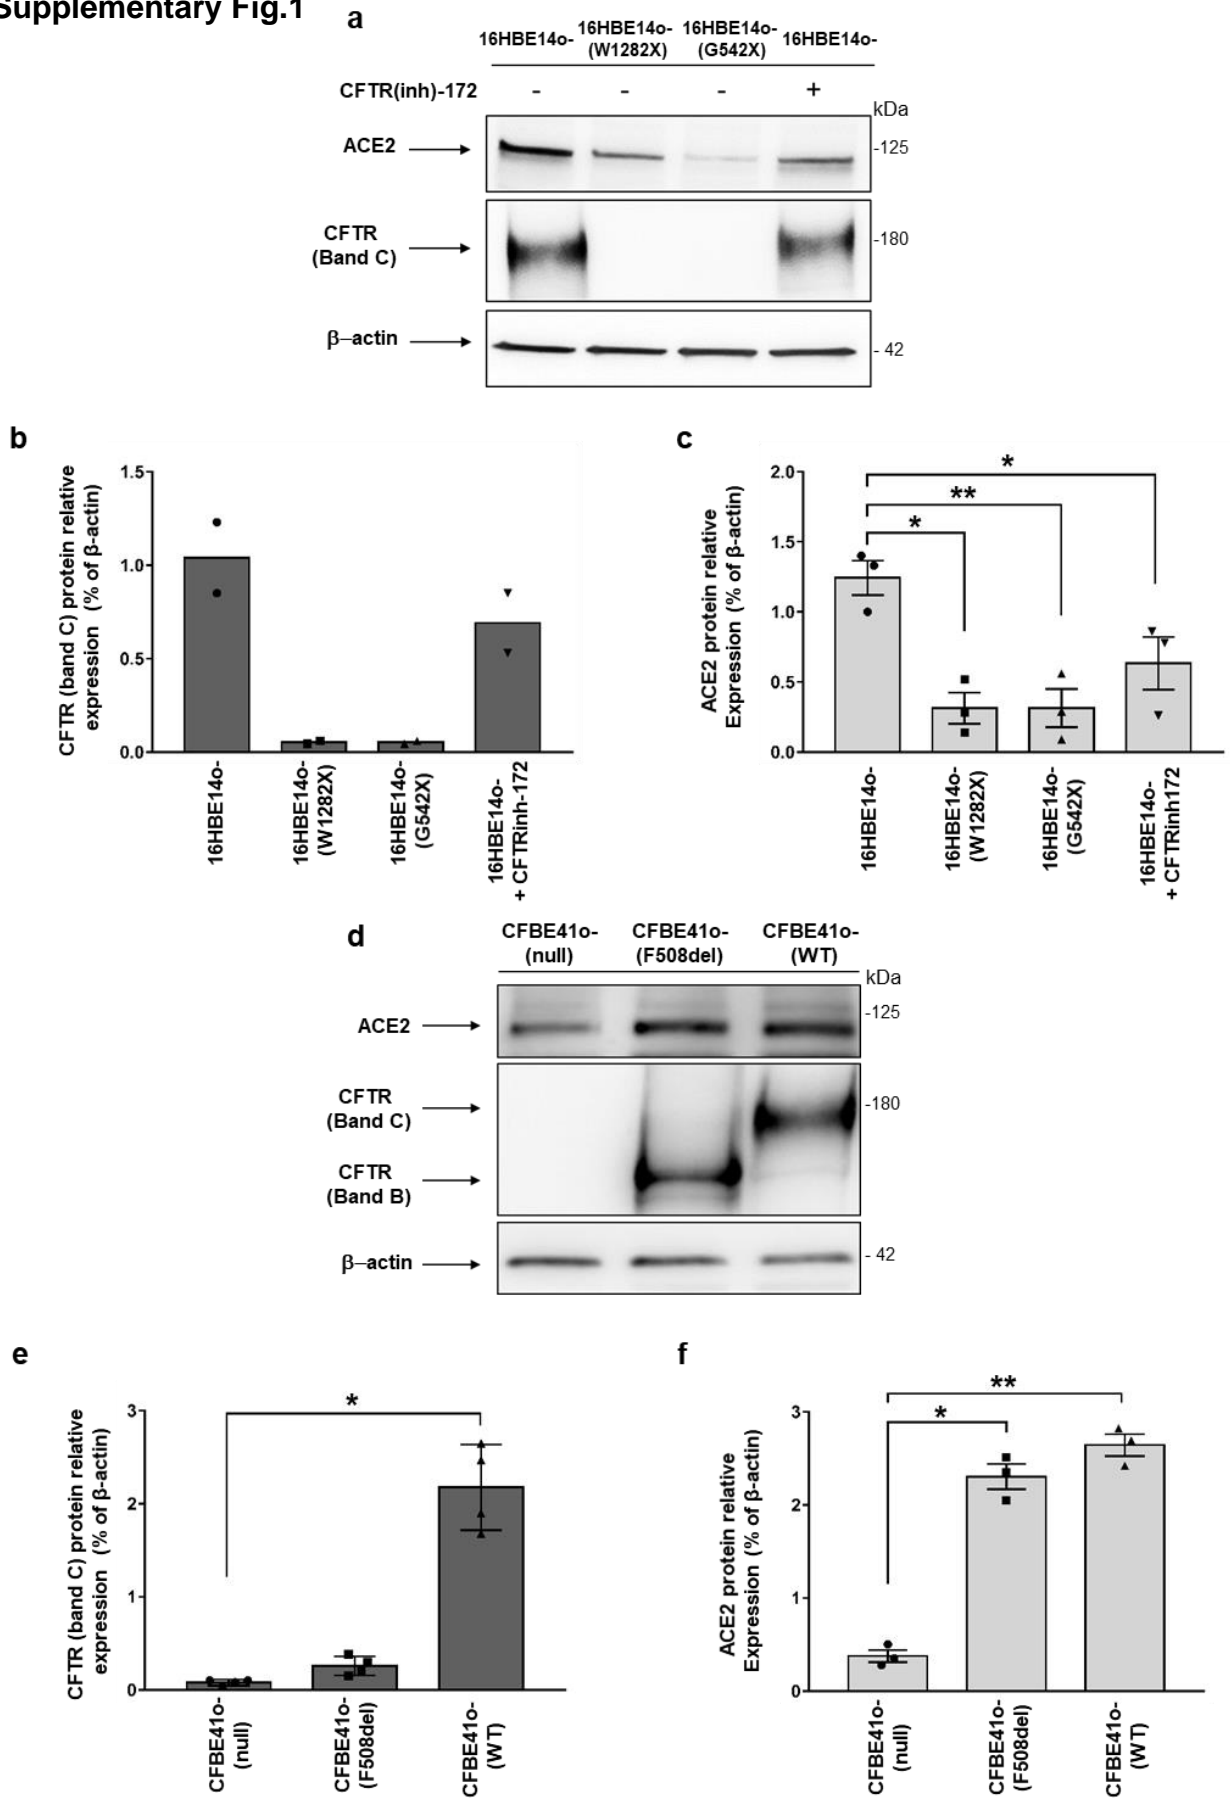 Supplementary Fig.1
a
16HBE14o-
16HBE14o-
(W1282X)
16HBE14o-
(G542X)
16HBE14o-
CFTR(inh)-172
-
-
-
+
kDa
ACE2
-125
CFTR
(Band C)
-180
β–actin
- 42
b
CFTR (band C) protein relative
expression (% of β-actin)
1.5
1.0
0.5
0.0
16HBE14o-
16HBE14o-
(W1282X)
16HBE14o-
(G542X)
16HBE14o-
+ CFTRinh-172
c
ACE2 protein relative
Expression (% of β-actin)
2.0
1.5
1.0
0.5
0.0
*
**
*
16HBE14o-
16HBE14o-
(W1282X)
16HBE14o-
(G542X)
16HBE14o-
+ CFTRinh172
d
CFBE41o-
(null)
CFBE41o-
(F508del)
CFBE41o-
(WT)
kDa
ACE2
-125
CFTR
(Band C)
-180
CFTR
(Band B)
β–actin
- 42
e
CFTR (band C) protein relative
expression (% of β-actin)
3
2
1
0
*
CFBE41o-
(null)
CFBE41o-
(F508del)
CFBE41o-
(WT)
f
ACE2 protein relative
Expression (% of β-actin)
3
2
1
0
**
*
CFBE41o-
(null)
CFBE41o-
(F508del)
CFBE41o-
(WT)